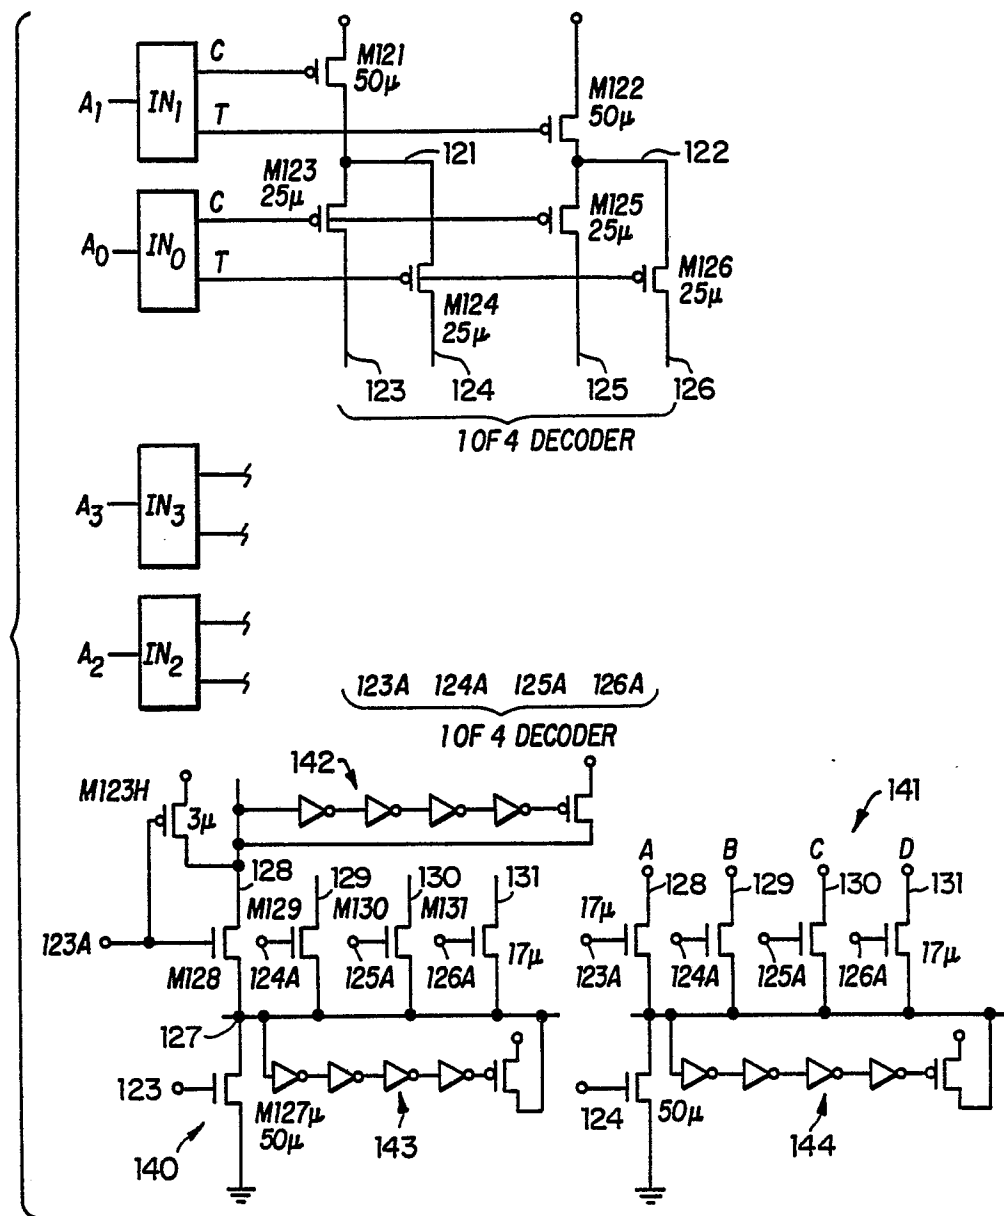 C
M121
50μ
A1
IN1
T
M122
50μ
121
122
M123
25μ
C
M125
25μ
A0
IN0
T
M126
25μ
M124
25μ
123
124
125
126
1 OF 4 DECODER
A3
IN3
A2
IN2
123A 124A 125A 126A
1 OF 4 DECODER
142
M123H
3μ
141
A B C D
128 129 130 131
128 129 130 131
M129 M130 M131
17μ
123A
M128
124A 125A 126A
17μ
123A 124A 125A 126A
17μ
127
123
M127μ
50μ
143
140
124
50μ
144